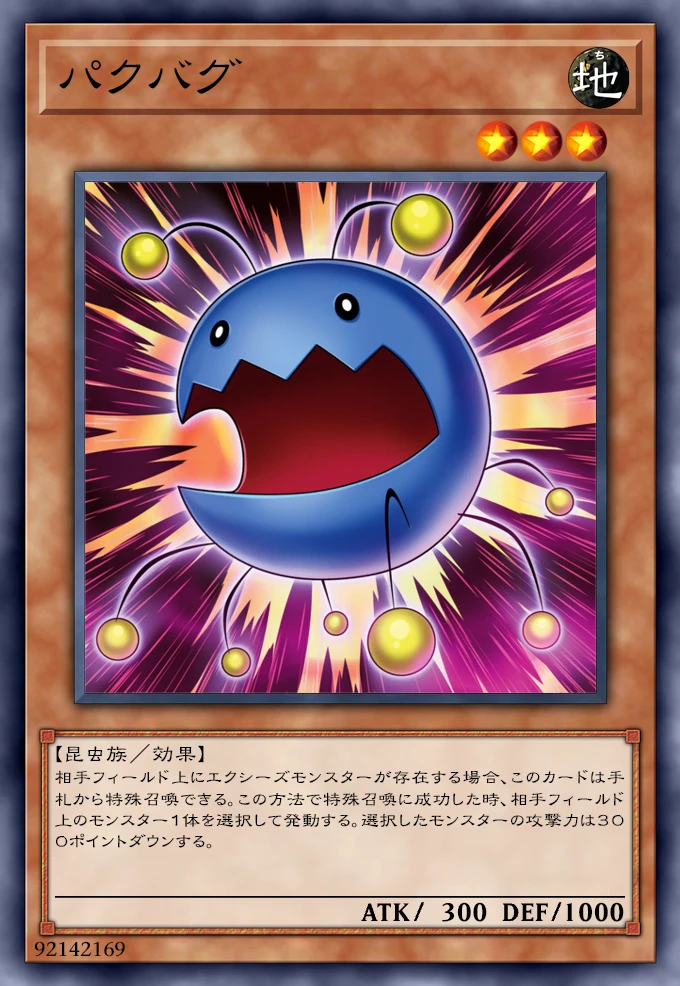 パクバグ
ち
地
【昆虫族／効果】
相手フィールド上にエクシーズモンスターが存在する場合、このカードは手
札から特殊召喚できる。この方法で特殊召喚に成功した時、相手フィールド
上のモンスター１体を選択して発動する。選択したモンスターの攻撃力は３０
０ポイントダウンする。
ATK/ 300 DEF/1000
92142169